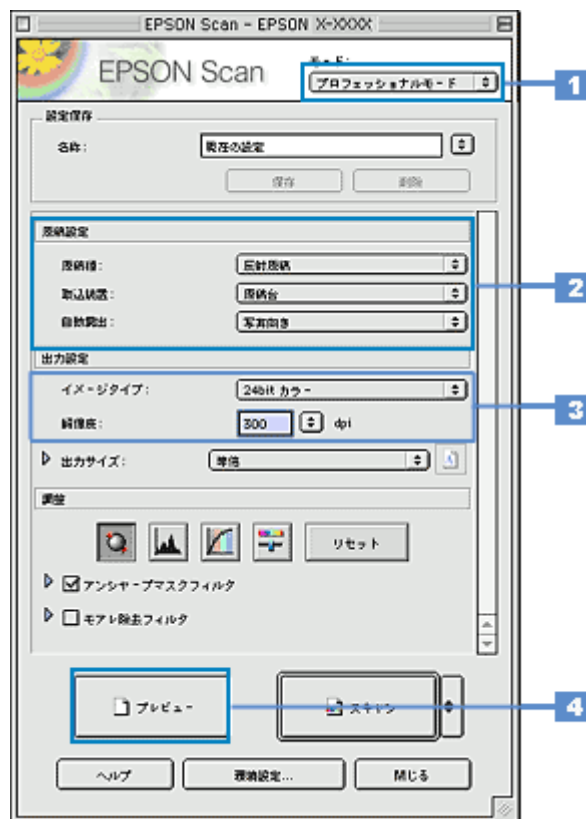 EPSON Scan - EPSON X-XXXX
EPSON Scan
モード:
プロフェッショナルモード
1
設定保存
名称:
現在の設定
保存
削除
原稿設定
原稿種:
反射原稿
取込装置:
原稿台
2
自動露出:
写真向き
出力設定
イメージタイプ:
24bit カラー
3
解像度:
300
dpi
出力サイズ:
等倍
調整
リセット
アンシャープマスクフィルタ
モアレ除去フィルタ
プレビュー
スキャン
4
ヘルプ
環境設定...
閉じる